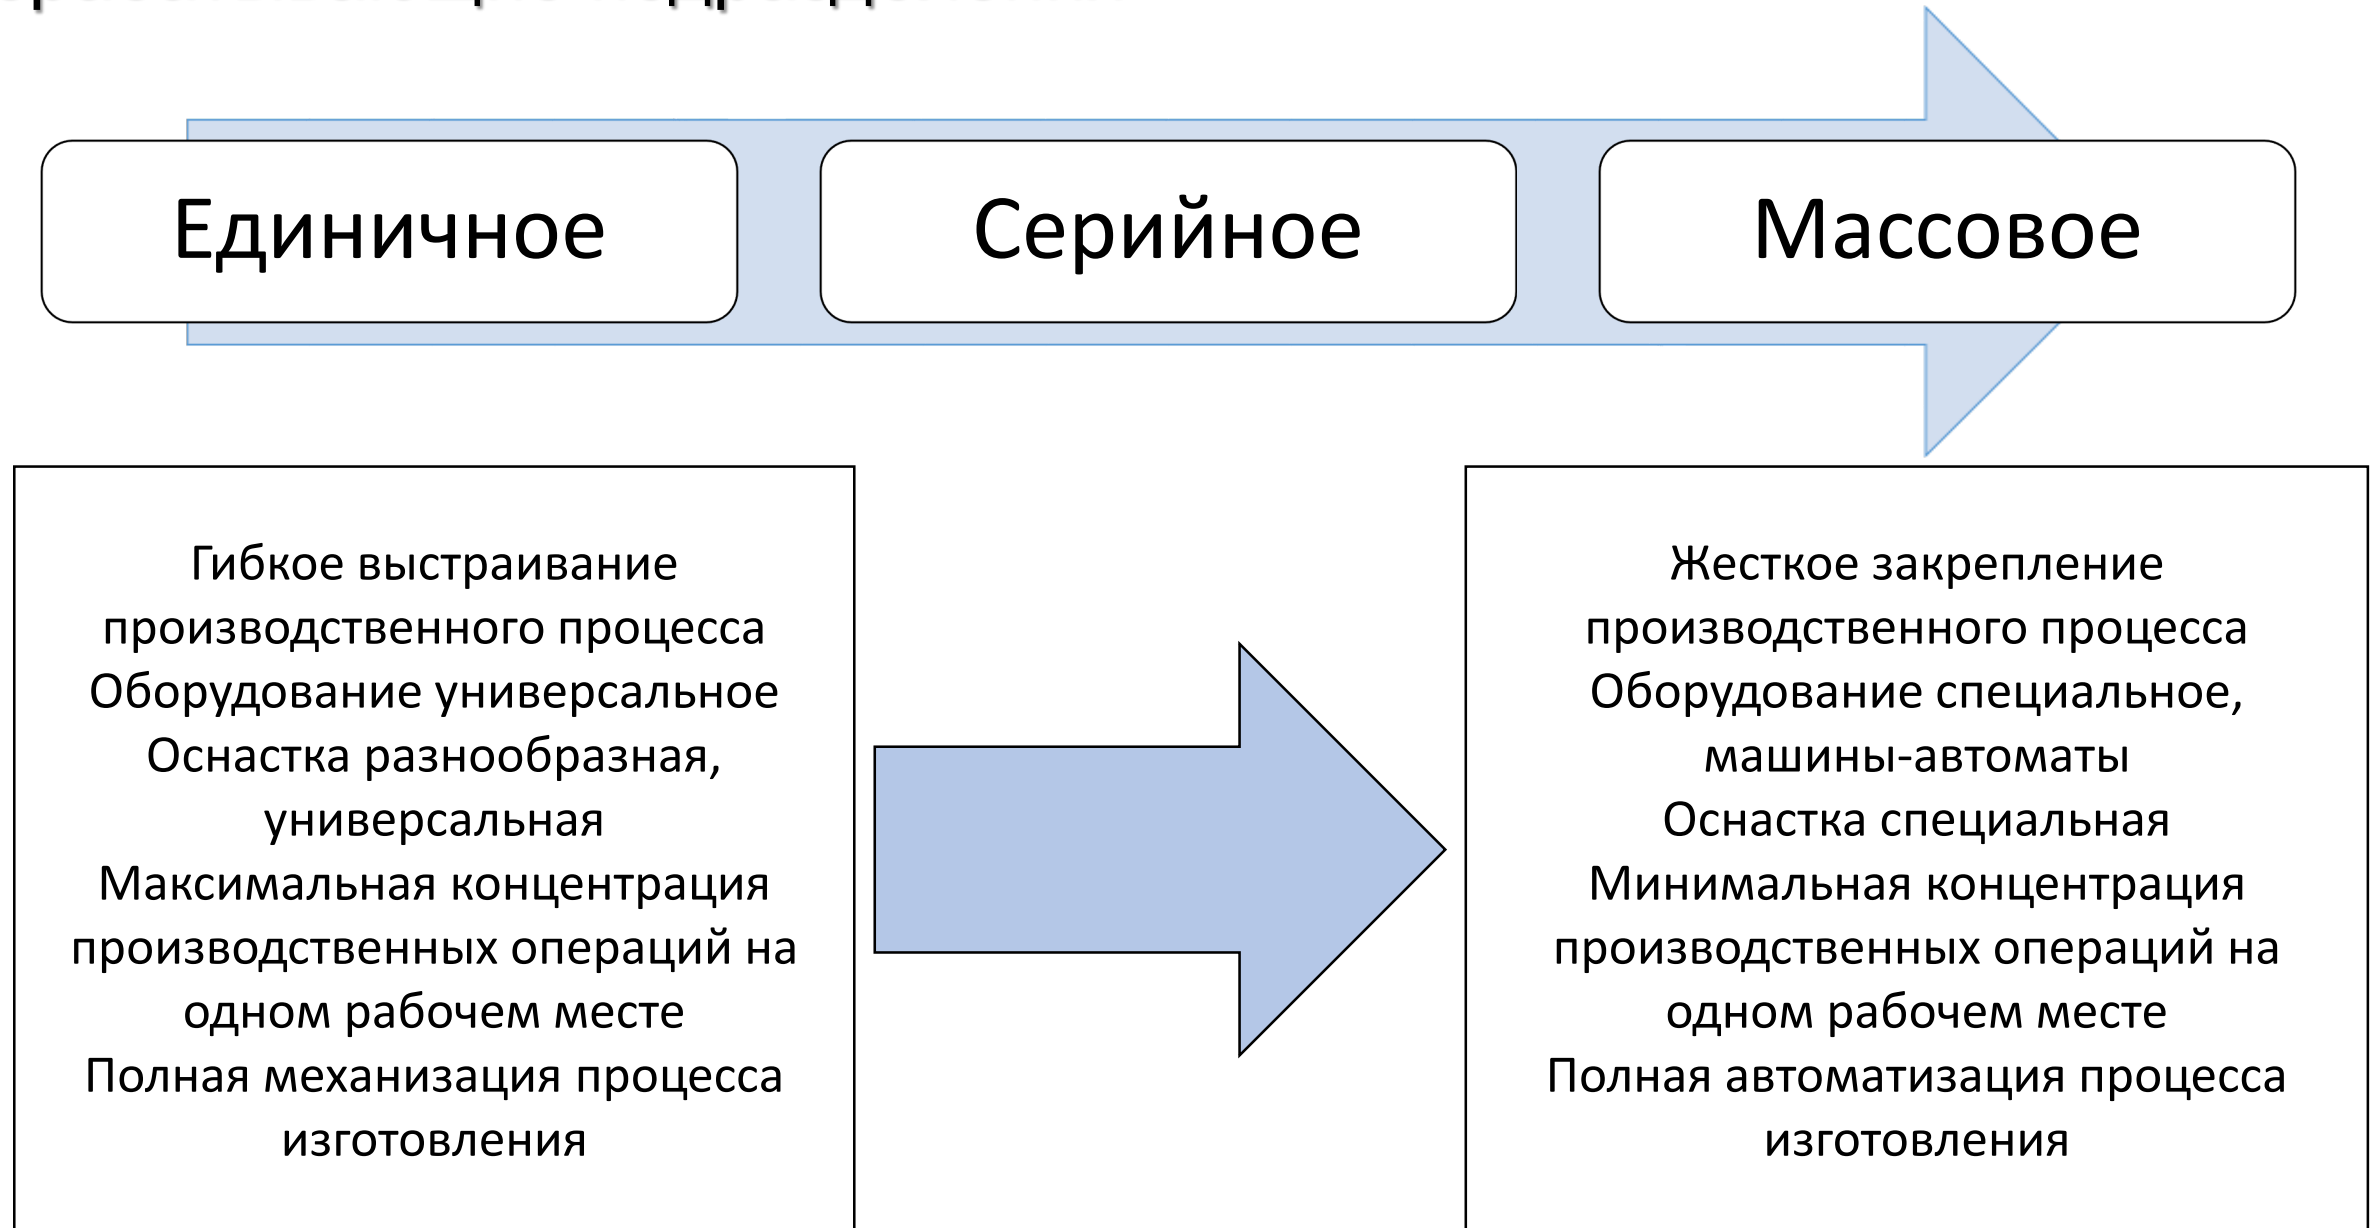 Единичное
Серийное
Массовое
Гибкое выстраивание
производственного процесса
Оборудование универсальное
Оснастка разнообразная,
универсальная
Максимальная концентрация
производственных операций на
одном рабочем месте
Полная механизация процесса
изготовления
Жесткое закрепление
производственного процесса
Оборудование специальное,
машины-автоматы
Оснастка специальная
Минимальная концентрация
производственных операций на
одном рабочем месте
Полная автоматизация процесса
изготовления